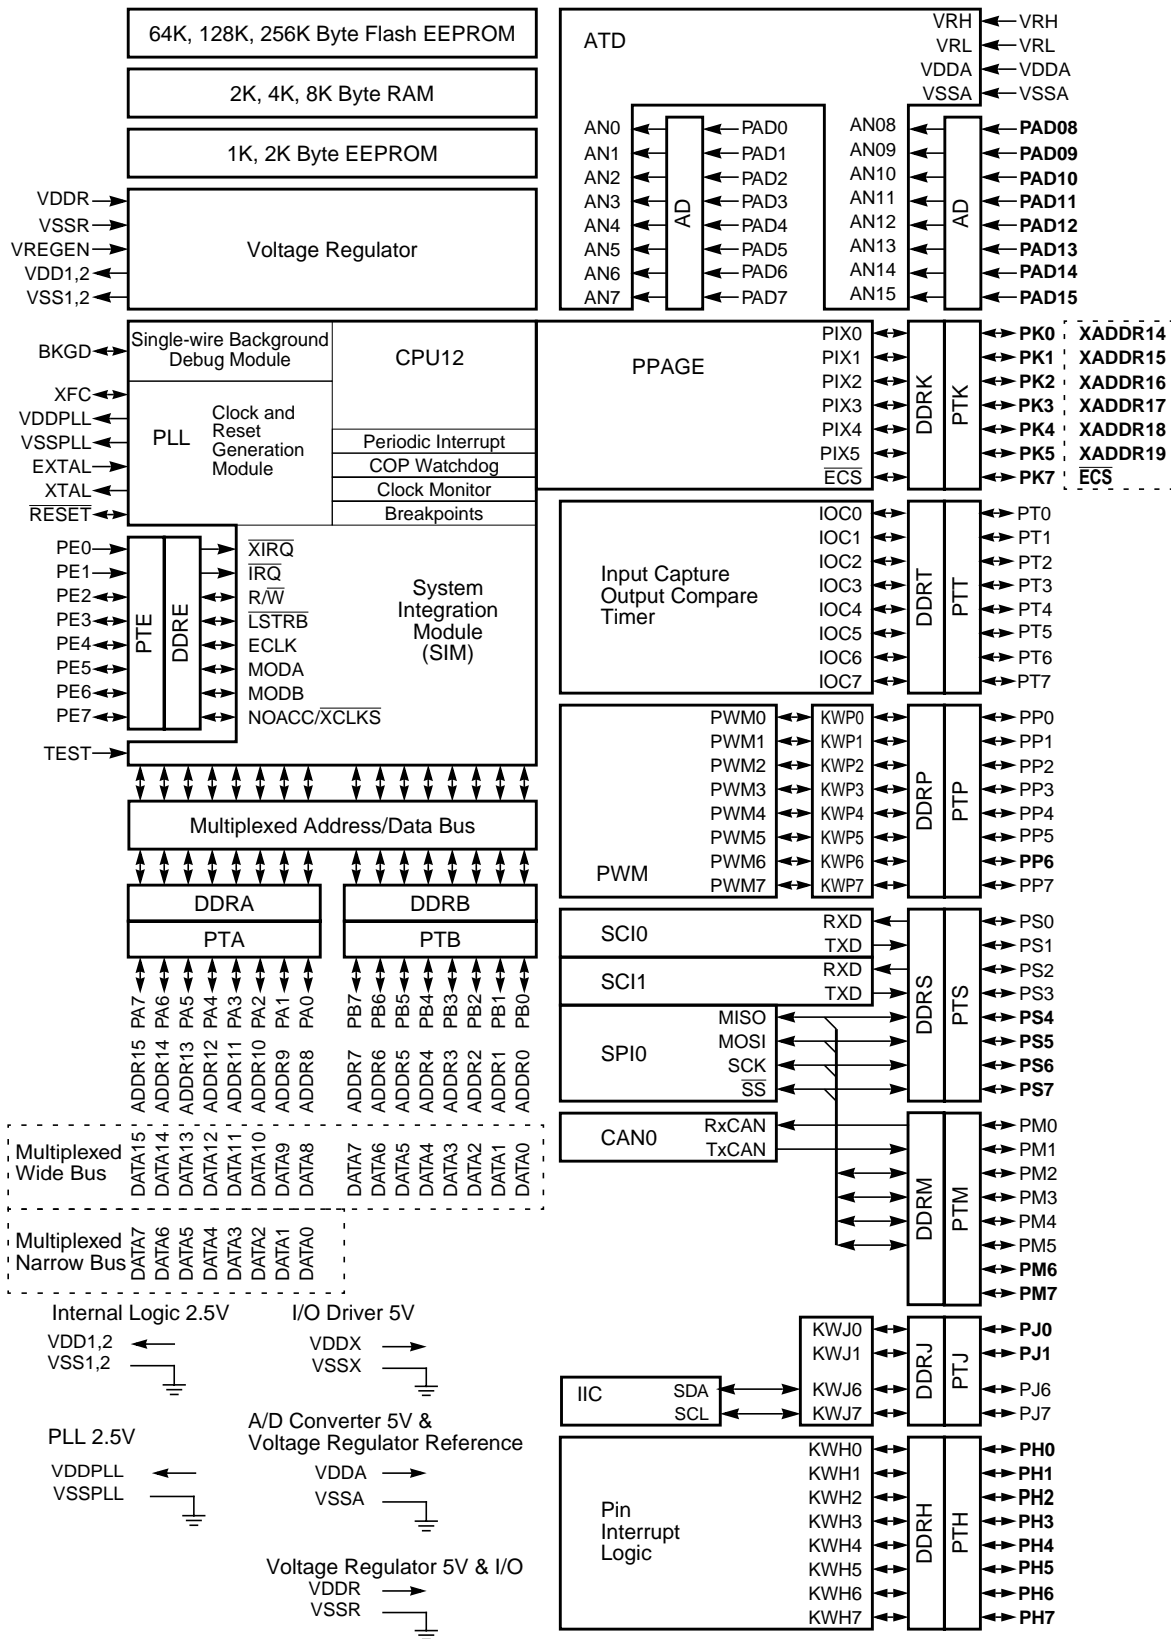 64K, 128K, 256K Byte Flash EEPROM
2K, 4K, 8K Byte RAM
1K, 2K Byte EEPROM
VDDR
VSSR
VREGEN
VDD1,2
VSS1,2
Voltage Regulator
ATD
VRH VRH
VRL VRL
VDDA VDDA
VSSA VSSA
AN0 PAD0
AN1 PAD1
AN2 PAD2
AN3 PAD3
AN4 PAD4
AN5 PAD5
AN6 PAD6
AN7 PAD7
AD
AN08 PAD08
AN09 PAD09
AN10 PAD10
AN11 PAD11
AN12 PAD12
AN13 PAD13
AN14 PAD14
AN15 PAD15
AD
BKGD
XFC
VDDPLL
VSSPLL
EXTAL
XTAL
RESET
Single-wire Background
Debug Module
CPU12
PLL
Clock and
Reset
Generation
Module
Periodic Interrupt
COP Watchdog
Clock Monitor
Breakpoints
PPAGE
PIX0 PK0 XADDR14
PIX1 PK1 XADDR15
PIX2 PK2 XADDR16
PIX3 PK3 XADDR17
PIX4 PK4 XADDR18
PIX5 PK5 XADDR19
ECS PK7 ECS
DDRK
PTK
PE0 XIRQ
PE1 IRQ
PE2 R/W
PE3 LSTRB
PE4 ECLK
PE5 MODA
PE6 MODB
PE7 NOACC/XCLKS
PTE
DDRE
TEST
System
Integration
Module
(SIM)
Input Capture
Output Compare
Timer
IOC0 PT0
IOC1 PT1
IOC2 PT2
IOC3 PT3
IOC4 PT4
IOC5 PT5
IOC6 PT6
IOC7 PT7
DDRT
PTT
PWM
PWM0 KWP0 PP0
PWM1 KWP1 PP1
PWM2 KWP2 PP2
PWM3 KWP3 PP3
PWM4 KWP4 PP4
PWM5 KWP5 PP5
PWM6 KWP6 PP6
PWM7 KWP7 PP7
DDRP
PTP
Multiplexed Address/Data Bus
DDRA
PTA
DDRB
PTB
PA7 PA6 PA5 PA4 PA3 PA2 PA1 PA0 PB7 PB6 PB5 PB4 PB3 PB2 PB1 PB0
ADDR15 ADDR14 ADDR13 ADDR12 ADDR11 ADDR10 ADDR9 ADDR8 ADDR7 ADDR6 ADDR5 ADDR4 ADDR3 ADDR2 ADDR1 ADDR0
Multiplexed
Wide Bus
DATA15 DATA14 DATA13 DATA12 DATA11 DATA10 DATA9 DATA8 DATA7 DATA6 DATA5 DATA4 DATA3 DATA2 DATA1 DATA0
Multiplexed
Narrow Bus
DATA7 DATA6 DATA5 DATA4 DATA3 DATA2 DATA1 DATA0
SCI0
RXD PS0
TXD PS1
SCI1
RXD PS2
TXD PS3
SPI0
MISO PS4
MOSI PS5
SCK PS6
SS PS7
DDRS
PTS
CAN0
RxCAN PM0
TxCAN PM1
PM2
PM3
PM4
PM5
PM6
PM7
DDRM
PTM
Internal Logic 2.5V
VDD1,2
VSS1,2
I/O Driver 5V
VDDX
VSSX
PLL 2.5V
VDDPLL
VSSPLL
A/D Converter 5V &
Voltage Regulator Reference
VDDA
VSSA
Voltage Regulator 5V & I/O
VDDR
VSSR
KWJ0 PJ0
KWJ1 PJ1
IIC
SDA KWJ6 PJ6
SCL KWJ7 PJ7
DDRJ
PTJ
Pin
Interrupt
Logic
KWH0 PH0
KWH1 PH1
KWH2 PH2
KWH3 PH3
KWH4 PH4
KWH5 PH5
KWH6 PH6
KWH7 PH7
DDRH
PTH